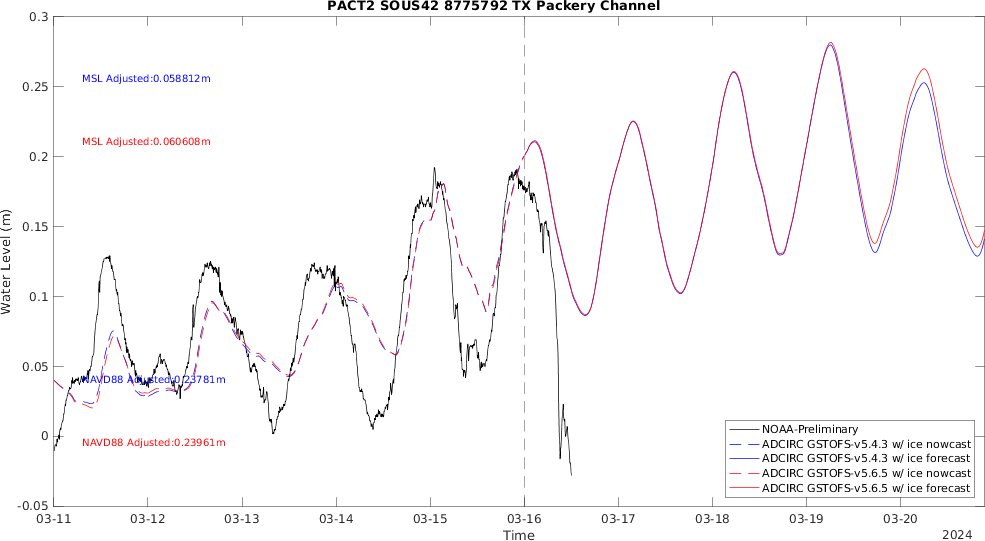 PACT2 SOUS42 8775792 TX Packery Channel
0.3
0.25
0.2
0.15
0.1
0.05
0
-0.05
Water Level (m)
MSL Adjusted:0.058812m
MSL Adjusted:0.060608m
NAVD88 Adjusted:0.23781m
NAVD88 Adjusted:0.23961m
NOAA-Preliminary
ADCIRC GSTOFS-v5.4.3 w/ ice nowcast
ADCIRC GSTOFS-v5.4.3 w/ ice forecast
ADCIRC GSTOFS-v5.6.5 w/ ice nowcast
ADCIRC GSTOFS-v5.6.5 w/ ice forecast
03-11 03-12 03-13 03-14 03-15 03-16 03-17 03-18 03-19 03-20
Time
2024